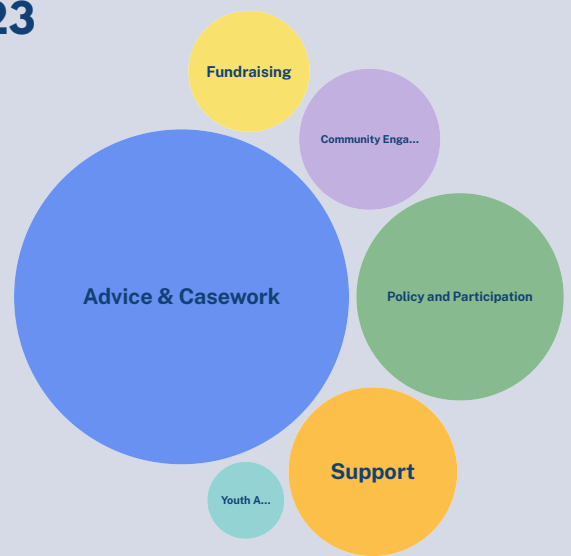 23
Fundraising
Community Enga...
Advice & Casework
Policy and Participation
Support
Youth A...